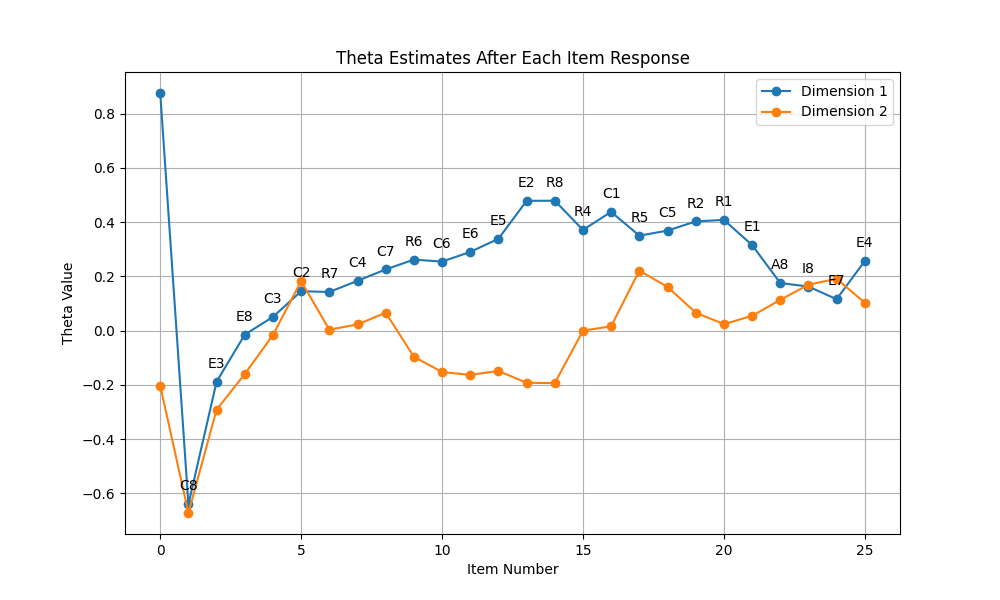 Theta Estimates After Each Item Response
Dimension 1
Dimension 2
Theta Value
0.8
0.6
0.4
0.2
0.0
−0.2
−0.4
−0.6
C8
E3
E8
C3
C2
R7
C4
C7
R6
C6
E6
E5
E2
R8
R4
C1
R5
C5
R2
R1
E1
A8
I8
E7
E4
0
5
10
15
20
25
Item Number